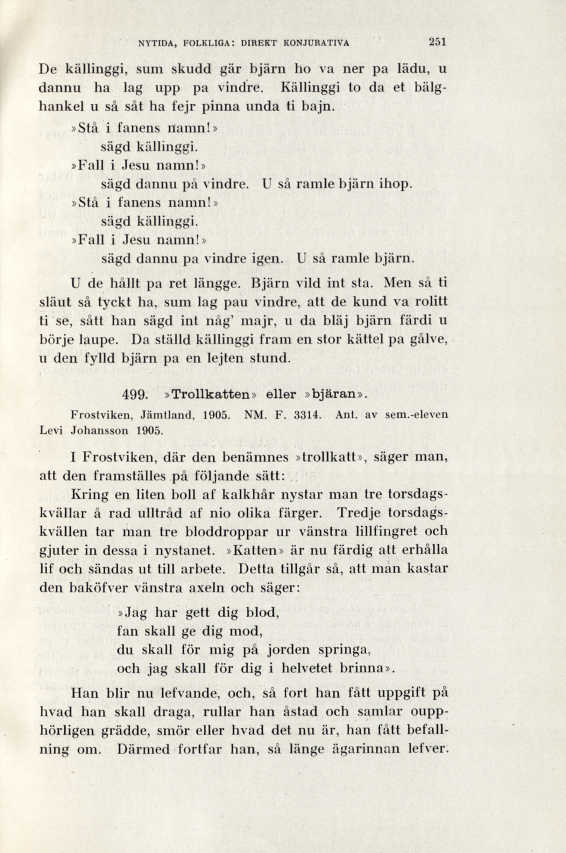 NYTIDA, FOLKLIGA: DIREKT KONJURATIVA 251
De källinggi, sum skudd gär bjärn ho va ner pa lädu, u
dannu ha lag upp pa vindre. Källinggi to da et bälg-
hankel u så såt ha fejr pinna unda ti bajn.
»Stå i fanens namn!»
sägd källinggi.
»Fall i Jesu namn!»
sägd dannu på vindre. U så ramle bjärn ihop.
»Stå i fanens namn!»
sägd källinggi.
»Fall i Jesu namn!»
sägd dannu pa vindre igen. U så ramle bjärn.
U de hållt pa ret längge. Bjärn vild int sta. Men så ti
släut så tyckt ha, sum lag pau vindre, att de kund va rolitt
ti se, sått han sägd int någ' majr, u da bläj bjärn färdi u
börje laupe. Da ställd källinggi fram en stor kättel pa gålve,
u den fylld bjärn pa en lejten stund.
499. »Trollkatten» eller »bjäran».
Frostviken, Jämtland, 1905. NM. F. 3314. Ant. av sem.-eleven
Levi Johansson 1905.
I Frostviken, där den benämnes »trollkatt», säger man,
att den framställes på följande sätt:
Kring en liten boll af kalkhår nystar man tre torsdags-
kvällar å rad ulltråd af nio olika färger. Tredje torsdags-
kvällen tar man tre bloddroppar ur vänstra lillfingret och
gjuter in dessa i nystanet. »Katten» är nu färdig att erhålla
lif och sändas ut till arbete. Detta tillgår så, att man kastar
den baköfver vänstra axeln och säger:
»Jag har gett dig blod,
fan skall ge dig mod,
du skall för mig på jorden springa,
och jag skall för dig i helvetet brinna».
Han blir nu lefvande, och, så fort han fått uppgift på
hvad han skall draga, rullar han åstad och samlar oupp-
hörligen grädde, smör eller hvad det nu är, han fått befall-
ning om. Därmed fortfar han, så länge ägarinnan lefver.